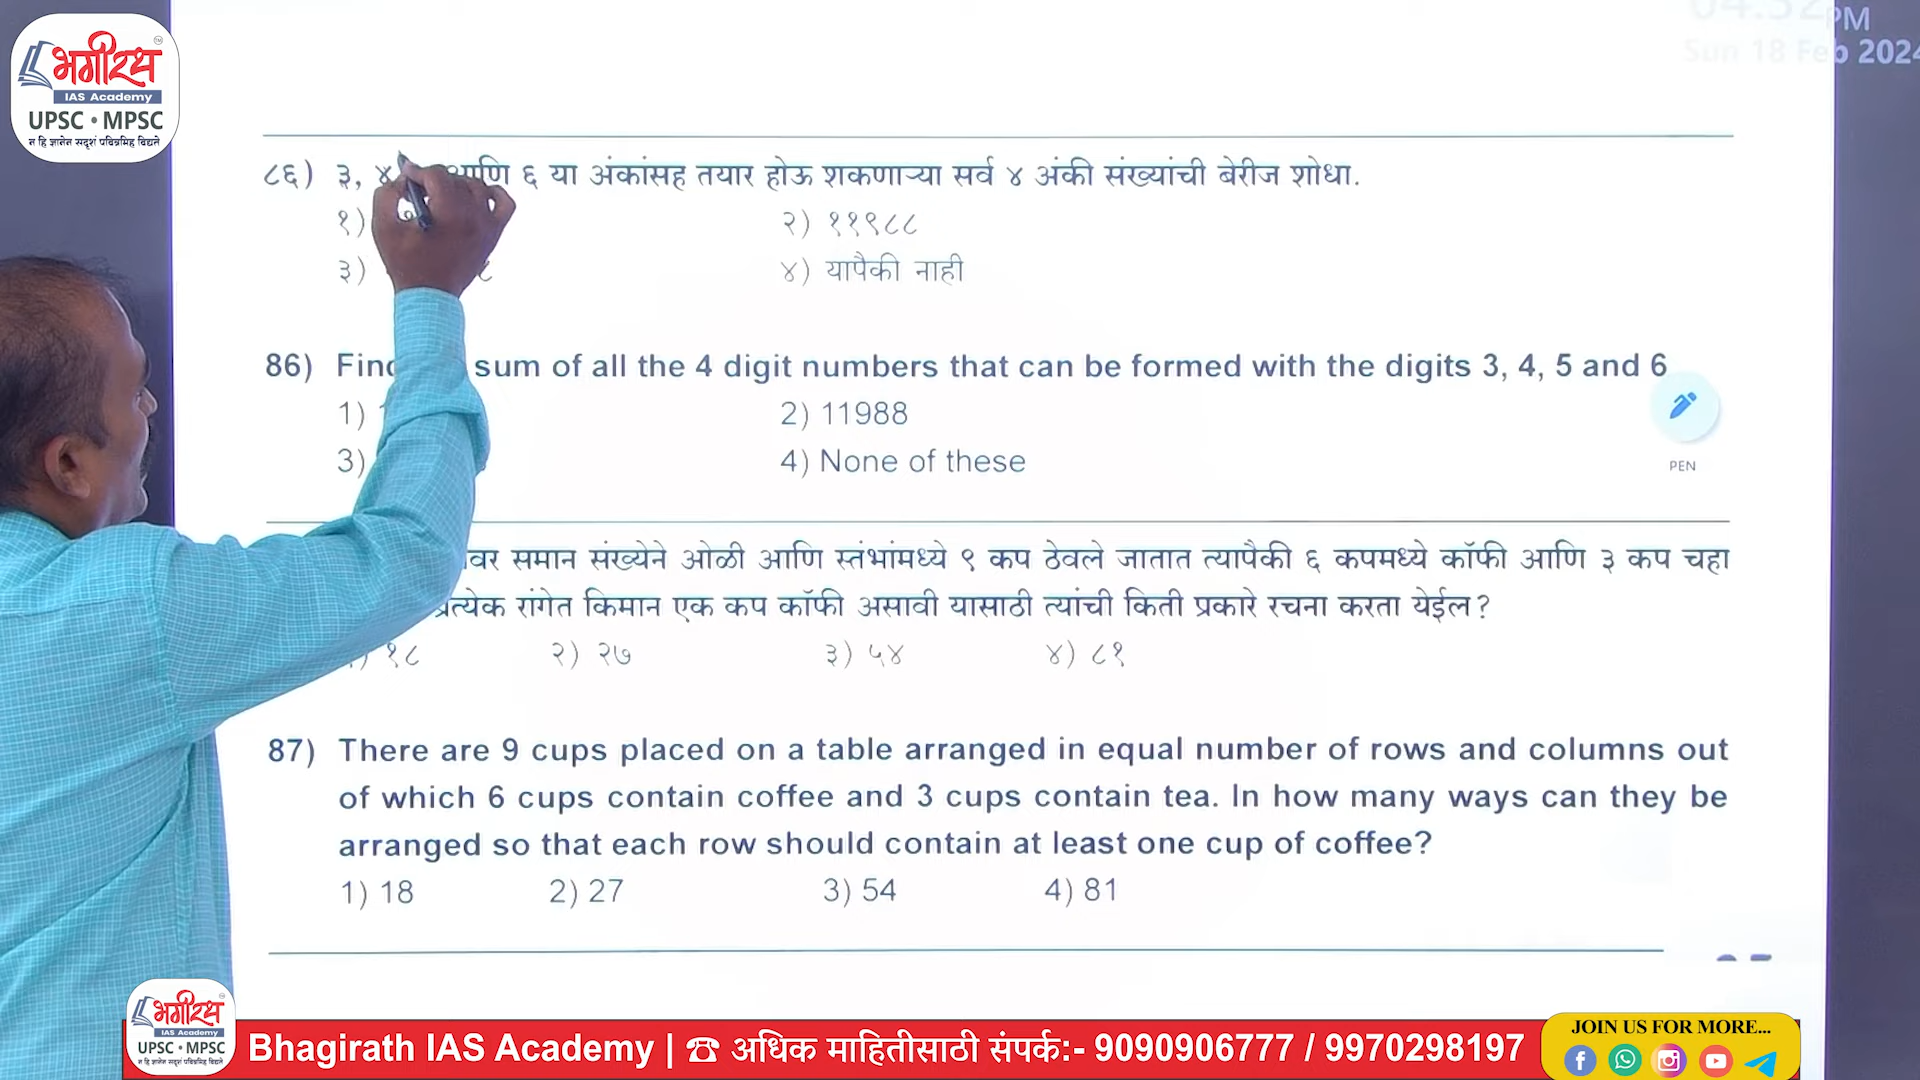 भगीरथ
IAS Academy
UPSC • MPSC
न हि ज्ञानेन सदृशं पवित्रमिह विद्यते
PM
Sun 18 Feb 2024
८६) ३, ४ आणि ६ या अंकांसह तयार होऊ शकणाऱ्या सर्व ४ अंकी संख्यांची बेरीज शोधा.
१) २) ११९८८
३) ४) यापैकी नाही
86) Find sum of all the 4 digit numbers that can be formed with the digits 3, 4, 5 and 6
1) 2) 11988
3) 4) None of these
PEN
समान संख्येने ओळी आणि स्तंभांमध्ये ९ कप ठेवले जातात त्यापैकी ६ कपमध्ये कॉफी आणि ३ कप चहा
प्रत्येक रांगेत किमान एक कप कॉफी असावी यासाठी त्यांची किती प्रकारे रचना करता येईल?
१८ २) २७ ३) ५४ ४) ८१
87) There are 9 cups placed on a table arranged in equal number of rows and columns out
of which 6 cups contain coffee and 3 cups contain tea. In how many ways can they be
arranged so that each row should contain at least one cup of coffee?
1) 18 2) 27 3) 54 4) 81
भगीरथ
IAS Academy
UPSC • MPSC
न हि ज्ञानेन सदृशं पवित्रमिह विद्यते
Bhagirath IAS Academy | ☎ अधिक माहितीसाठी संपर्क:- 9090906777 / 9970298197
JOIN US FOR MORE...